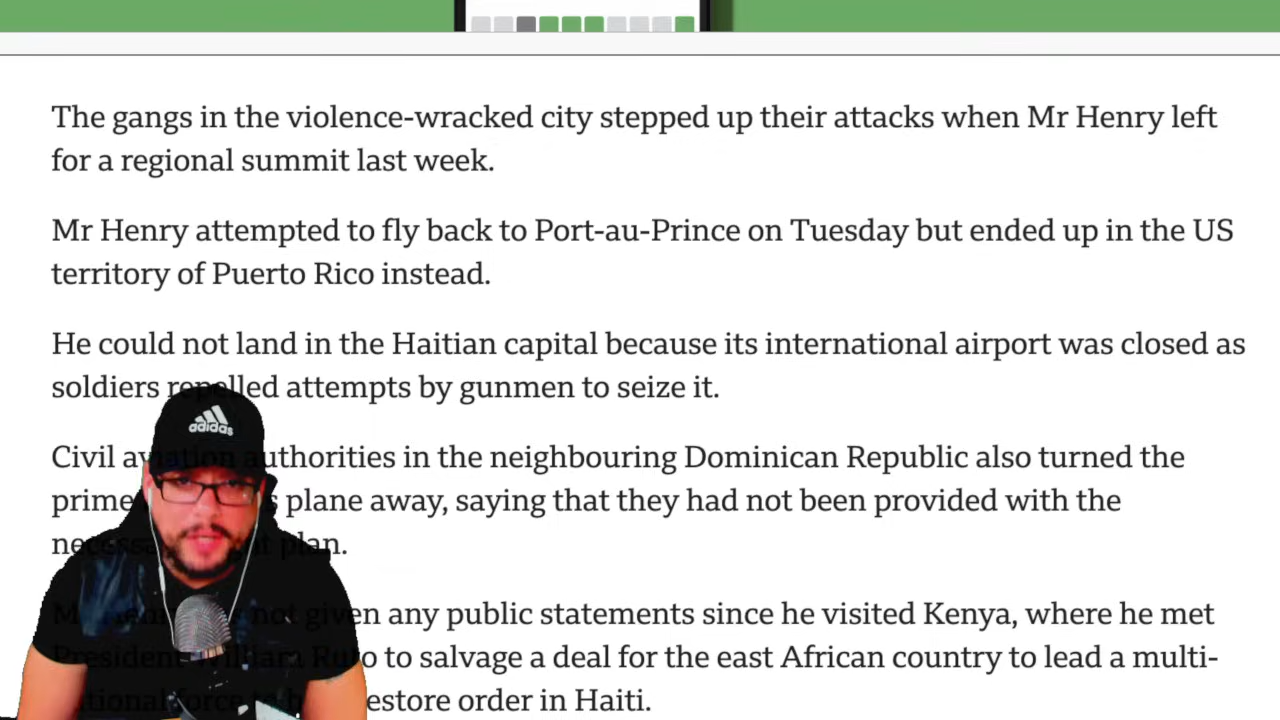 The gangs in the violence-wracked city stepped up their attacks when Mr Henry left
for a regional summit last week.
Mr Henry attempted to fly back to Port-au-Prince on Tuesday but ended up in the US
territory of Puerto Rico instead.
He could not land in the Haitian capital because its international airport was closed as
soldiers repelled attempts by gunmen to seize it.
adidas
Civil aviation authorities in the neighbouring Dominican Republic also turned the
prime plane away, saying that they had not been provided with the
plan.
not given any public statements since he visited Kenya, where he met
President William Ruto to salvage a deal for the east African country to lead a multi-
restore order in Haiti.